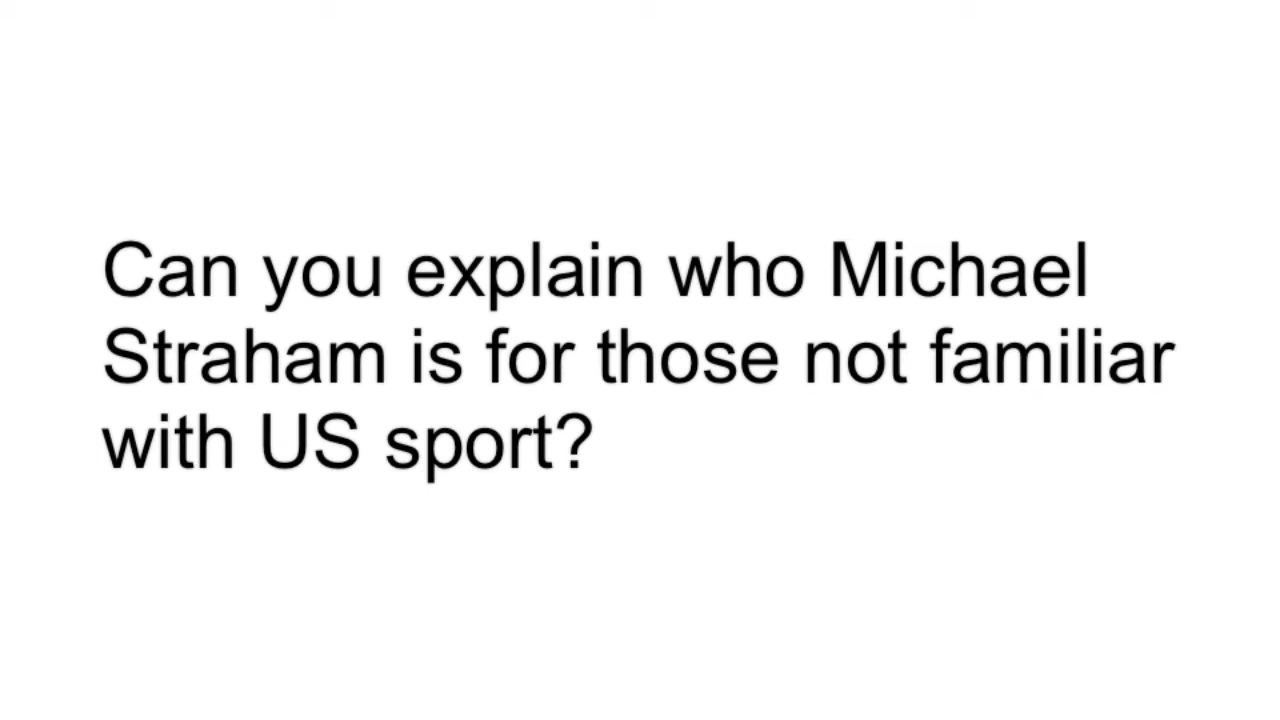 Can you explain who Michael
Straham is for those not familiar
with US sport?